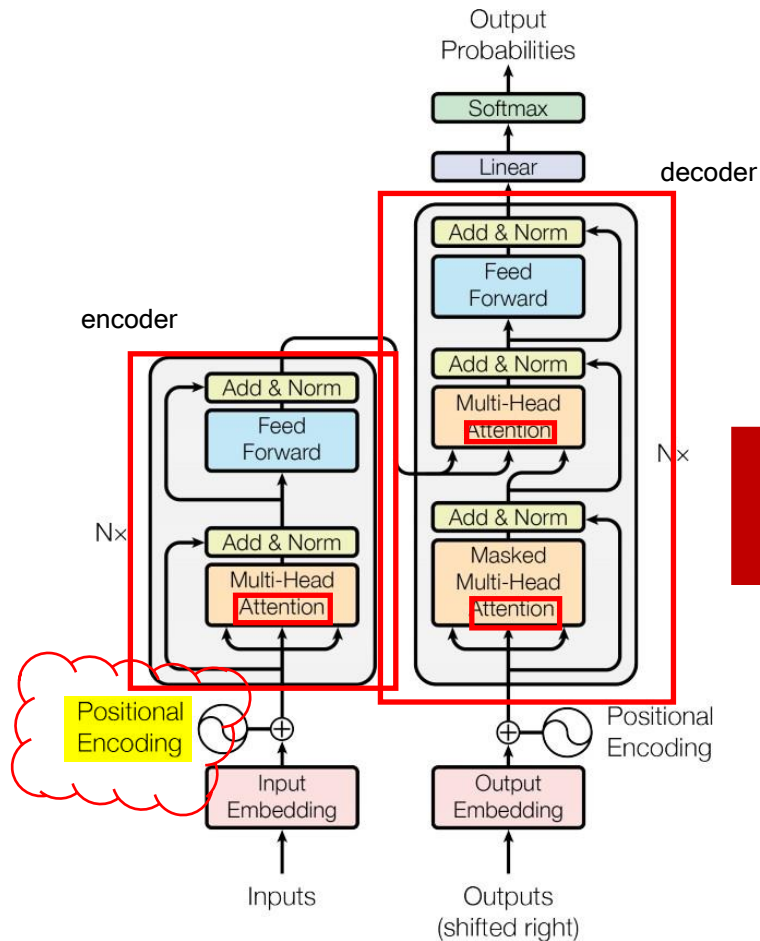 Output
Probabilities
Softmax
Linear
decoder
Add & Norm
Feed
Forward
Add & Norm
Multi-Head
Attention
Nx
Add & Norm
Masked
Multi-Head
Attention
encoder
Add & Norm
Feed
Forward
Nx
Add & Norm
Multi-Head
Attention
Positional
Encoding
Positional
Encoding
Input
Embedding
Output
Embedding
Inputs
Outputs
(shifted right)